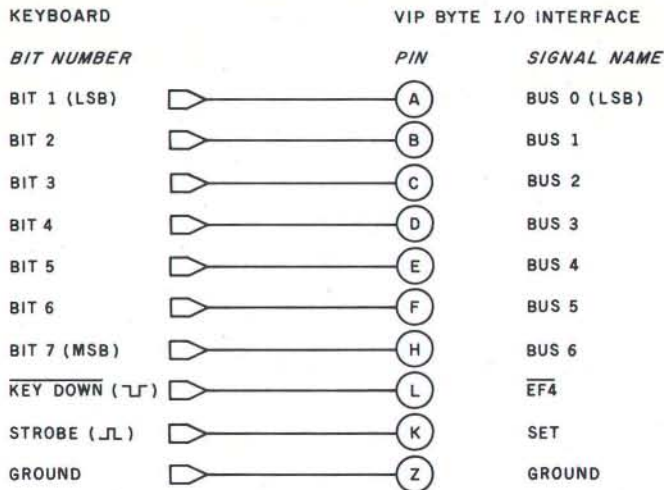 KEYBOARD VIP BYTE I/O INTERFACE
BIT NUMBER PIN SIGNAL NAME
BIT 1 (LSB) A BUS 0 (LSB)
BIT 2 B BUS 1
BIT 3 C BUS 2
BIT 4 D BUS 3
BIT 5 E BUS 4
BIT 6 F BUS 5
BIT 7 (MSB) H BUS 6
KEY DOWN ( ) L EF4
STROBE ( ) K SET
GROUND Z GROUND